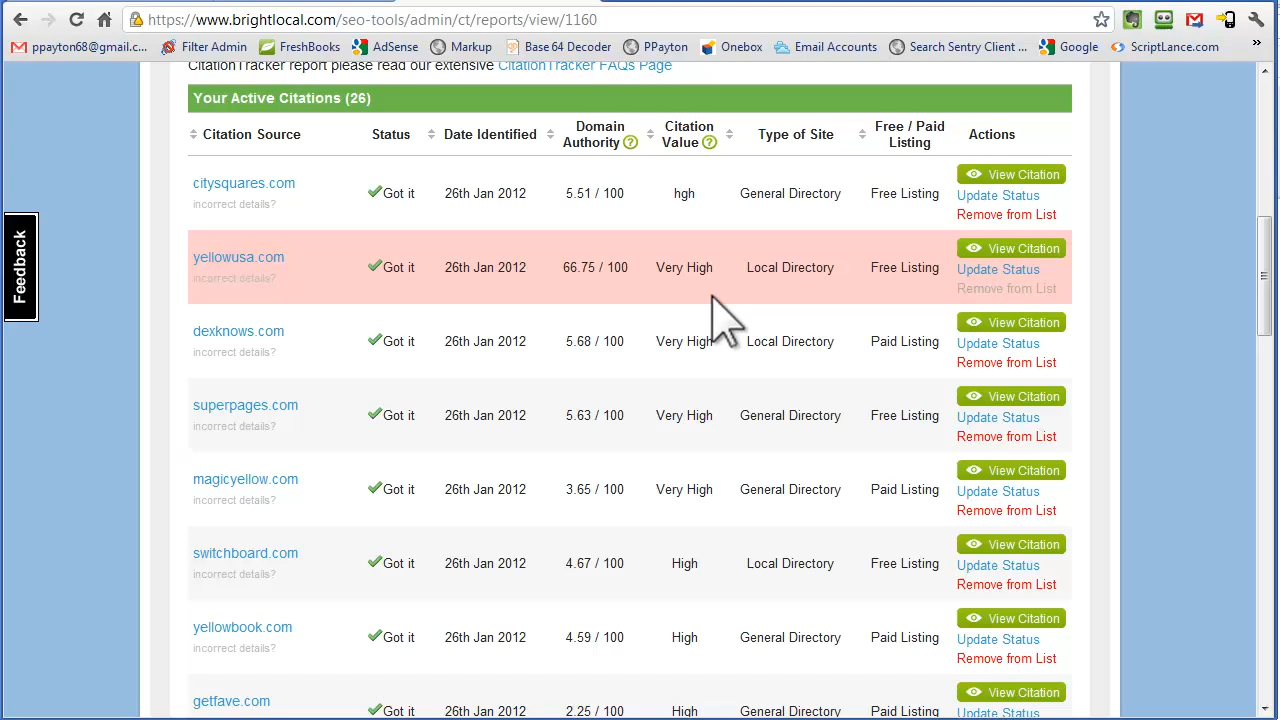 https://www.brightlocal.com/seo-tools/admin/ct/reports/view/1160
ppayton68@gmail.c... Filter Admin FreshBooks AdSense Markup Base 64 Decoder PPayton Onebox Email Accounts Search Sentry Client ... Google ScriptLance.com »
CitationTracker report please read our extensive CitationTracker FAQs Page
Your Active Citations (26)
Citation Source Status Date Identified Domain Authority ? Citation Value ? Type of Site Free / Paid Listing Actions
citysquares.com
incorrect details?
Got it 26th Jan 2012 5.51 / 100 hgh General Directory Free Listing
View Citation
Update Status
Remove from List
yellowusa.com
incorrect details?
Got it 26th Jan 2012 66.75 / 100 Very High Local Directory Free Listing
View Citation
Update Status
Remove from List
dexknows.com
incorrect details?
Got it 26th Jan 2012 5.68 / 100 Very High Local Directory Paid Listing
View Citation
Update Status
Remove from List
superpages.com
incorrect details?
Got it 26th Jan 2012 5.63 / 100 Very High General Directory Free Listing
View Citation
Update Status
Remove from List
magicyellow.com
incorrect details?
Got it 26th Jan 2012 3.65 / 100 Very High General Directory Paid Listing
View Citation
Update Status
Remove from List
switchboard.com
incorrect details?
Got it 26th Jan 2012 4.67 / 100 High Local Directory Free Listing
View Citation
Update Status
Remove from List
yellowbook.com
incorrect details?
Got it 26th Jan 2012 4.59 / 100 High General Directory Paid Listing
View Citation
Update Status
Remove from List
getfave.com
Got it 26th Jan 2012 2.25 / 100 High General Directory Free Listing
View Citation
Update Status
Feedback